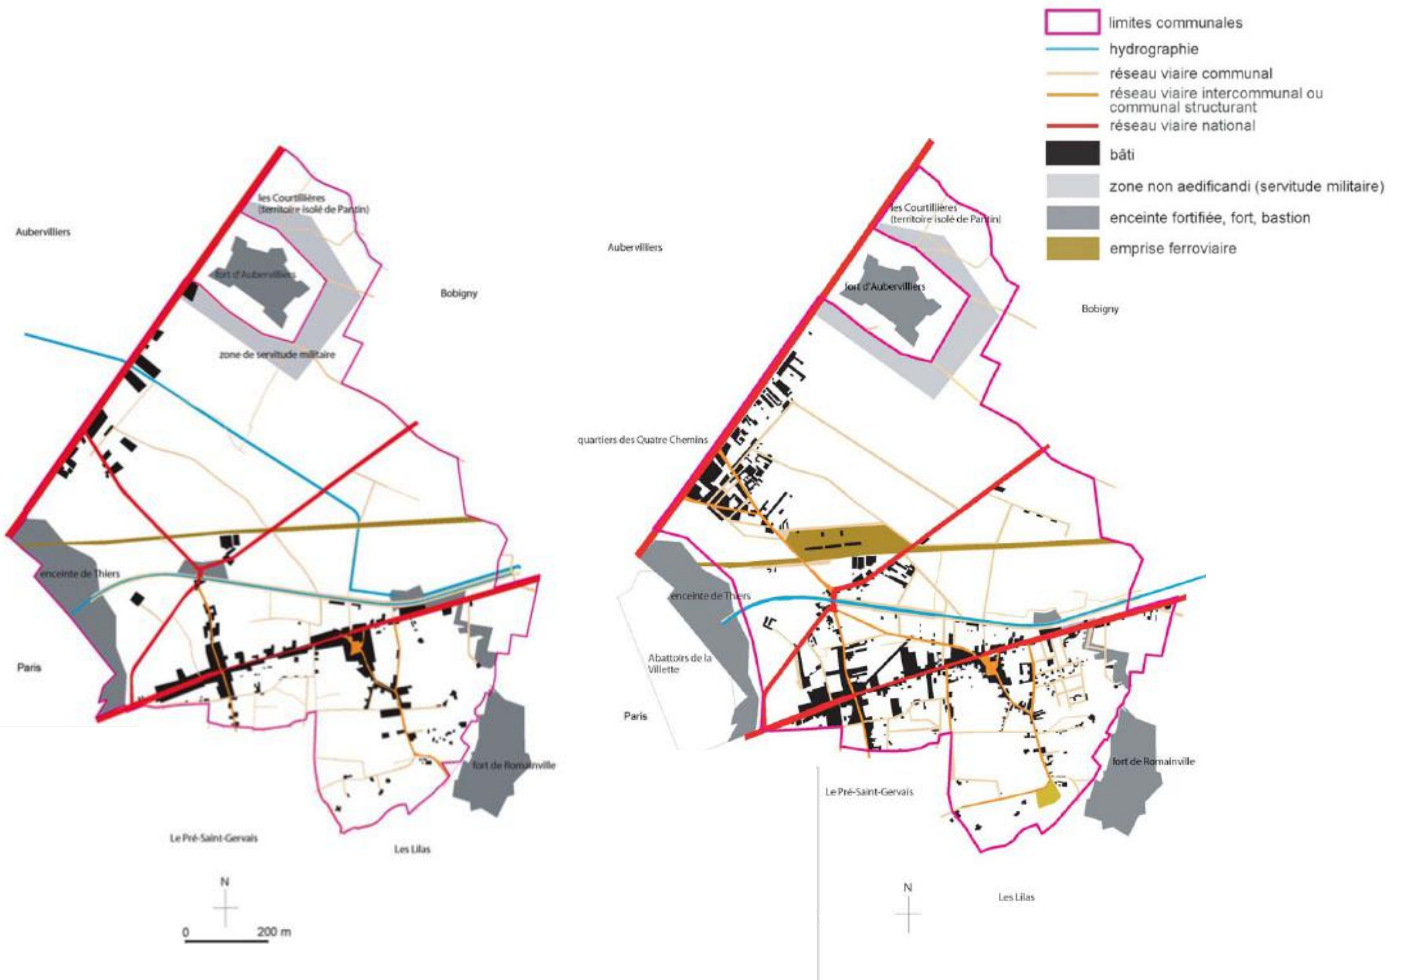 limites communales
hydrographie
réseau viaire communal
réseau viaire intercommunal ou
communal structurant
réseau viaire national
bâti
zone non aedificandi (servitude militaire)
enceinte fortifiée, fort, bastion
emprise ferroviaire
les Courtillières
(territoire isolé de Pantin)
Aubervilliers
fort d'Aubervilliers
Bobigny
zone de servitude militaire
enceinte de Thiers
Paris
fort de Romainville
Le Pré-Saint-Gervais
Les Lilas
N
0 200 m
les Courtillières
(territoire isolé de Pantin)
Aubervilliers
fort d'Aubervilliers
Bobigny
quartiers des Quatre Chemins
enceinte de Thiers
Abattoirs de la
Villette
Paris
fort de Romainville
Le Pré-Saint-Gervais
Les Lilas
N